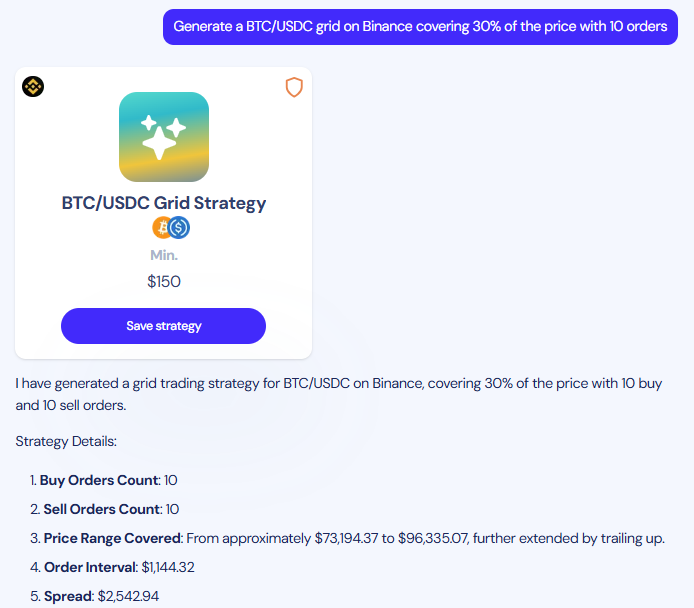 Generate a BTC/USDC grid on Binance covering 30% of the price with 10 orders
BTC/USDC Grid Strategy
Min.
$150
Save strategy
I have generated a grid trading strategy for BTC/USDC on Binance, covering 30% of the price with 10 buy
and 10 sell orders.
Strategy Details:
1. Buy Orders Count: 10
2. Sell Orders Count: 10
3. Price Range Covered: From approximately $73,194.37 to $96,335.07, further extended by trailing up.
4. Order Interval: $1,144.32
5. Spread: $2,542.94